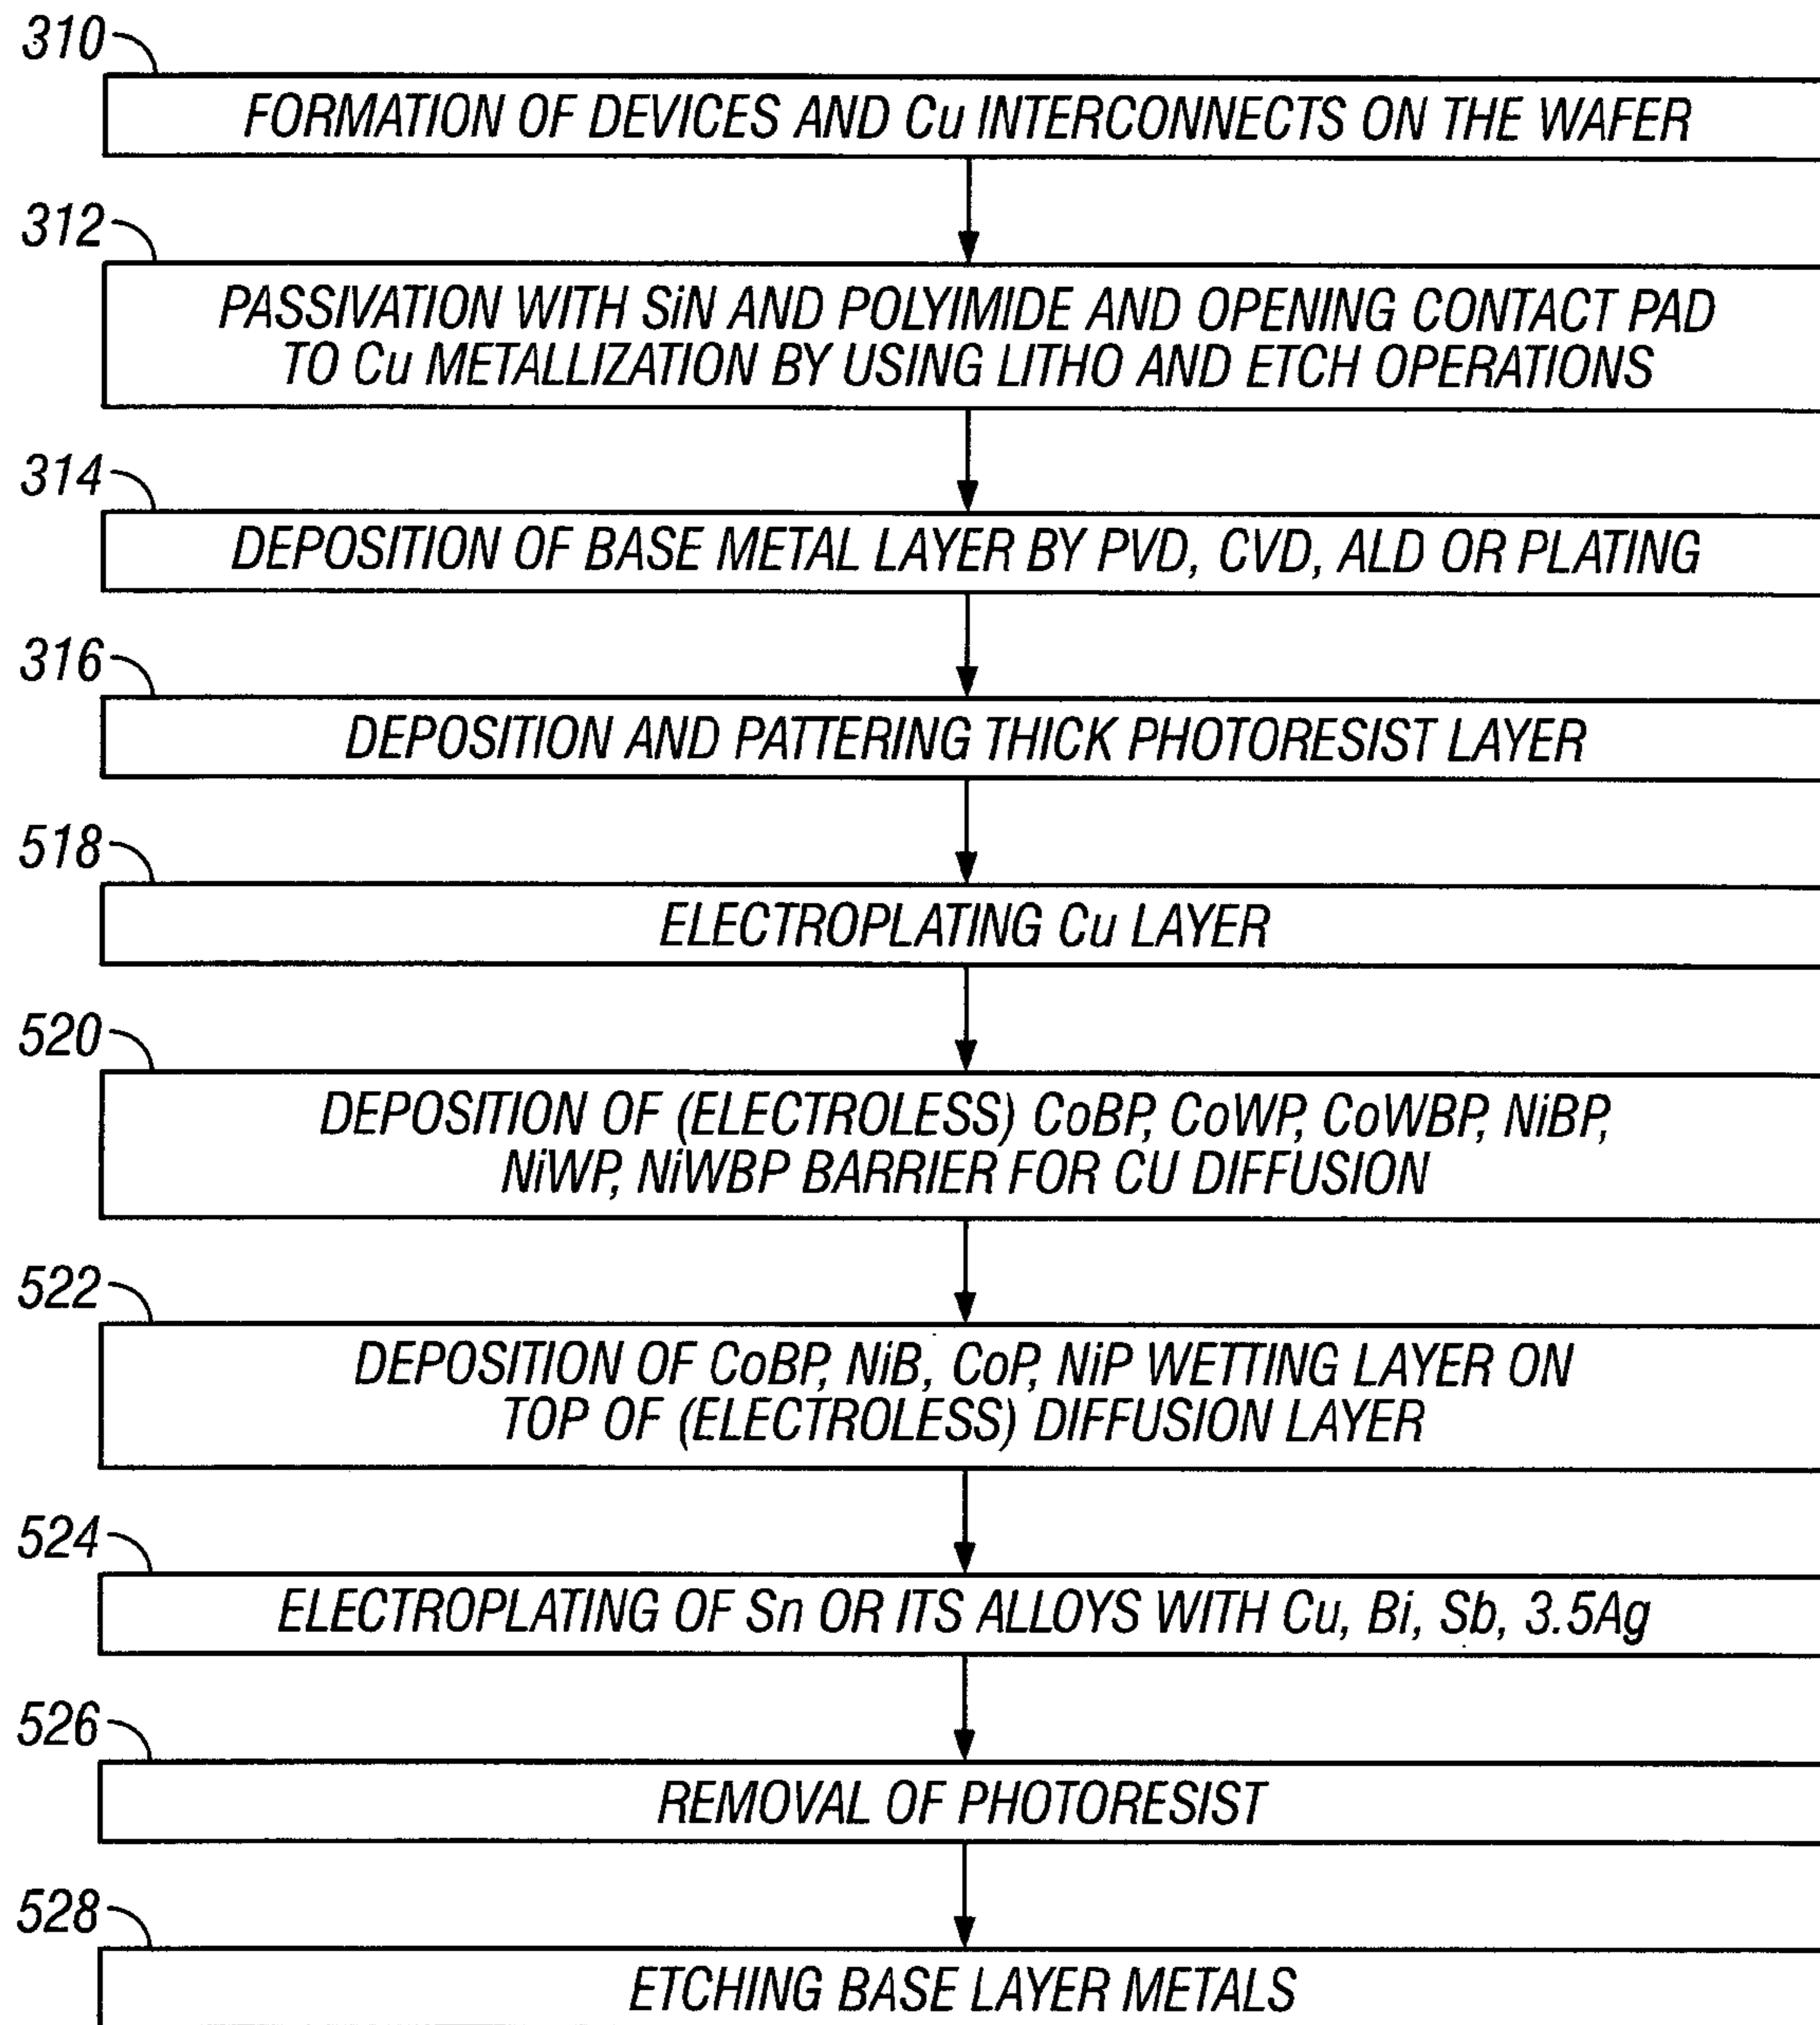 310
FORMATION OF DEVICES AND Cu INTERCONNECTS ON THE WAFER
312
PASSIVATION WITH SiN AND POLYIMIDE AND OPENING CONTACT PAD
TO Cu METALLIZATION BY USING LITHO AND ETCH OPERATIONS
314
DEPOSITION OF BASE METAL LAYER BY PVD, CVD, ALD OR PLATING
316
DEPOSITION AND PATTERING THICK PHOTORESIST LAYER
518
ELECTROPLATING Cu LAYER
520
DEPOSITION OF (ELECTROLESS) CoBP, CoWP, CoWBP, NiBP,
NiWP, NiWBP BARRIER FOR CU DIFFUSION
522
DEPOSITION OF CoBP, NiB, CoP, NiP WETTING LAYER ON
TOP OF (ELECTROLESS) DIFFUSION LAYER
524
ELECTROPLATING OF Sn OR ITS ALLOYS WITH Cu, Bi, Sb, 3.5Ag
526
REMOVAL OF PHOTORESIST
528
ETCHING BASE LAYER METALS